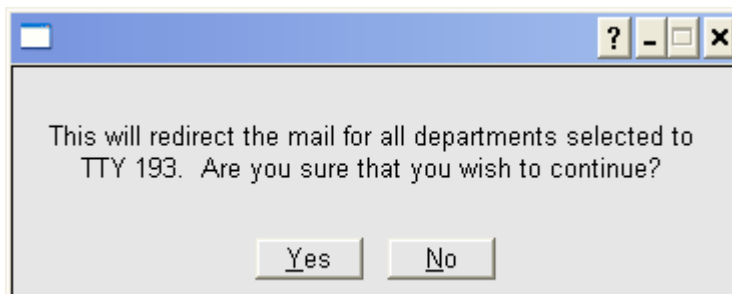 This will redirect the mail for all departments selected to
TTY 193. Are you sure that you wish to continue?
Yes No